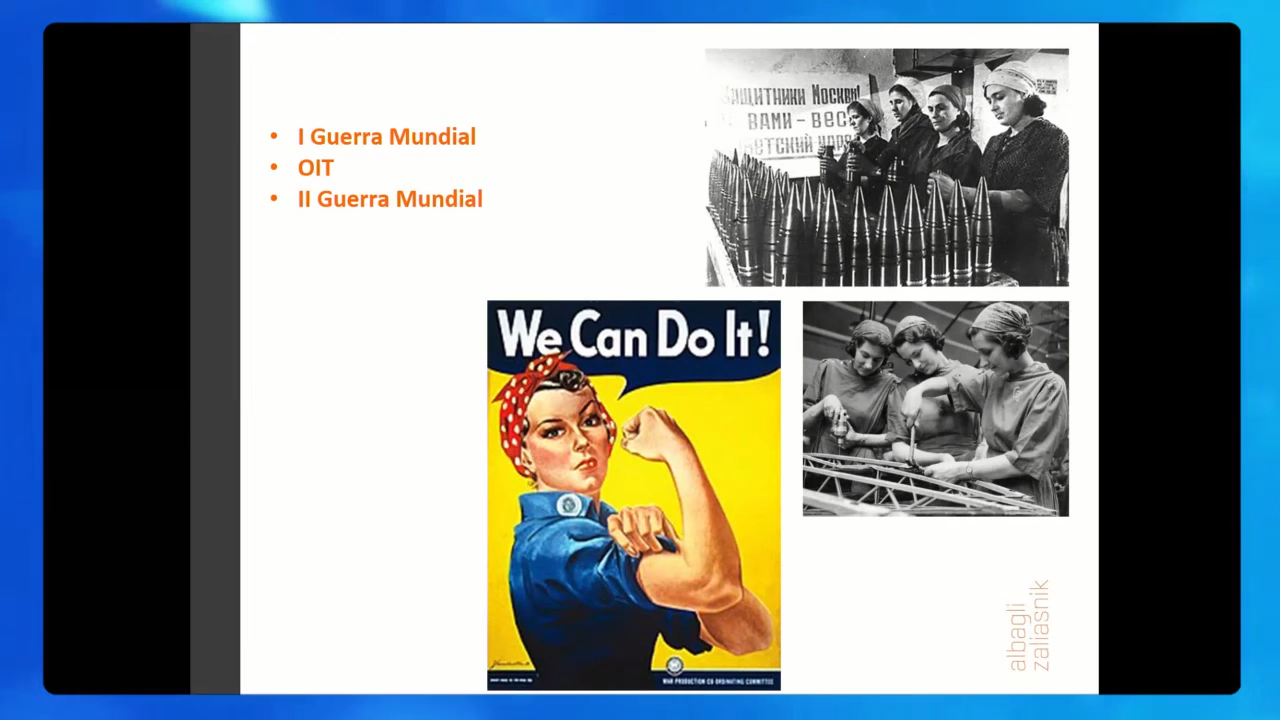 I Guerra Mundial
OIT
II Guerra Mundial
ЗАЩИТНИКИ МОСКВЫ!
ВАМИ – ВЕСЬ
We Can Do It!
WAR PRODUCTION CO-ORDINATING COMMITTEE
albagli
zaliasnik